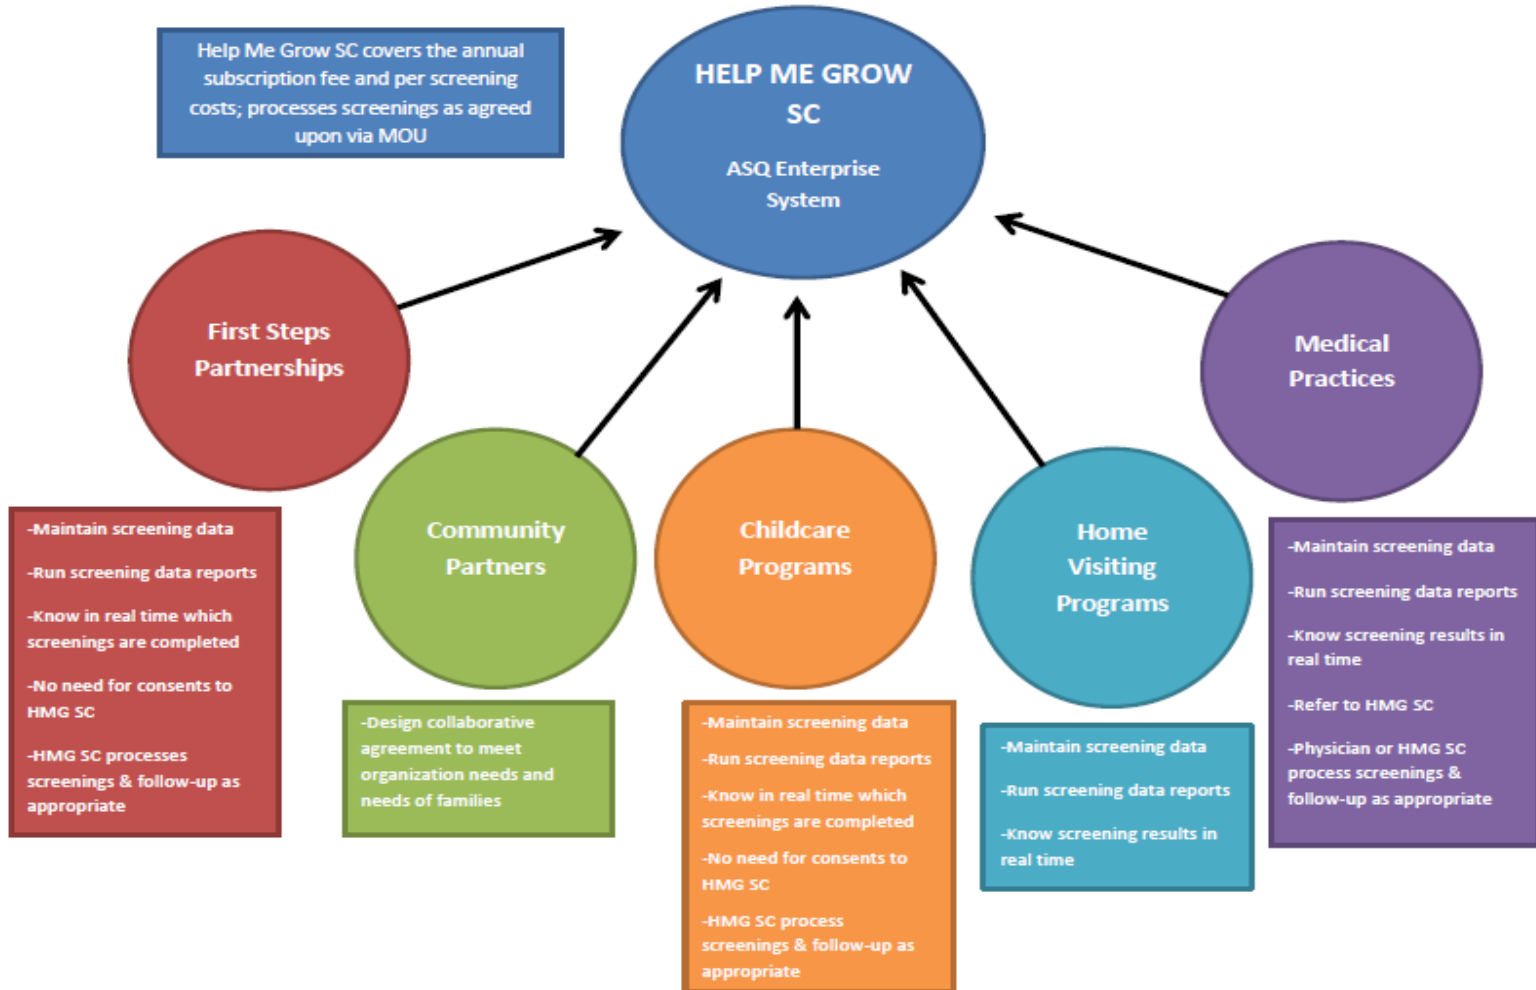 Help Me Grow SC covers the annual
subscription fee and per screening
costs; processes screenings as agreed
upon via MOU
HELP ME GROW
SC
ASQ Enterprise
System
First Steps
Partnerships
Medical
Practices
Community
Partners
Childcare
Programs
Home
Visiting
Programs
-Maintain screening data
-Run screening data reports
-Know in real time which
screenings are completed
-No need for consents to
HMG SC
-HMG SC processes
screenings & follow-up as
appropriate
-Design collaborative
agreement to meet
organization needs and
needs of families
-Maintain screening data
-Run screening data reports
-Know in real time which
screenings are completed
-No need for consents to
HMG SC
-HMG SC process
screenings & follow-up as
appropriate
-Maintain screening data
-Run screening data reports
-Know screening results in
real time
-Maintain screening data
-Run screening data reports
-Know screening results in
real time
-Refer to HMG SC
-Physician or HMG SC
process screenings &
follow-up as appropriate